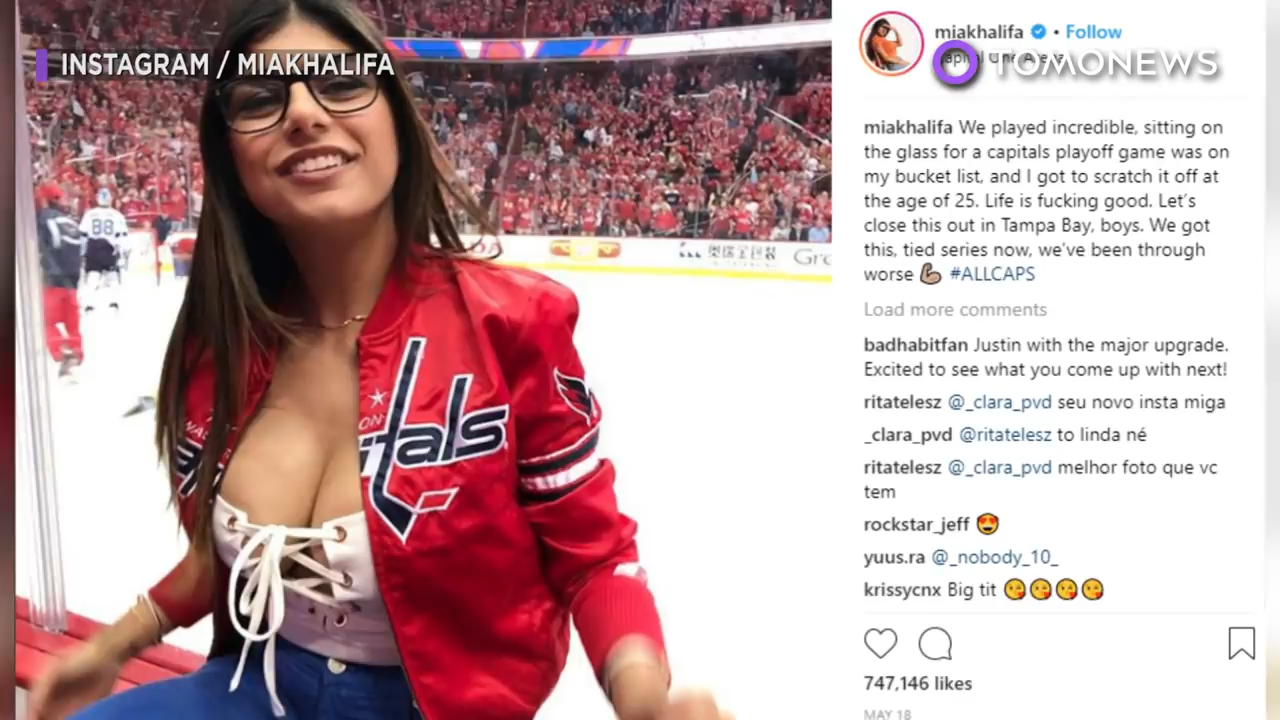 INSTAGRAM / MIAKHALIFA
88
tals
miakhalifa • Follow
TOMONEWS
miakhalifa We played incredible, sitting on
the glass for a capitals playoff game was on
my bucket list, and I got to scratch it off at
the age of 25. Life is fucking good. Let's
close this out in Tampa Bay, boys. We got
this, tied series now, we've been through
worse 💪🏼 #ALLCAPS
Load more comments
badhabitfan Justin with the major upgrade.
Excited to see what you come up with next!
ritatelesz @_clara_pvd seu novo insta miga
_clara_pvd @ritatelesz to linda né
ritatelesz @_clara_pvd melhor foto que vc
tem
rockstar_jeff 😍
yuus.ra @_nobody_10_
krissycnx Big tit 😘😘😘😘
747,146 likes
MAY 18